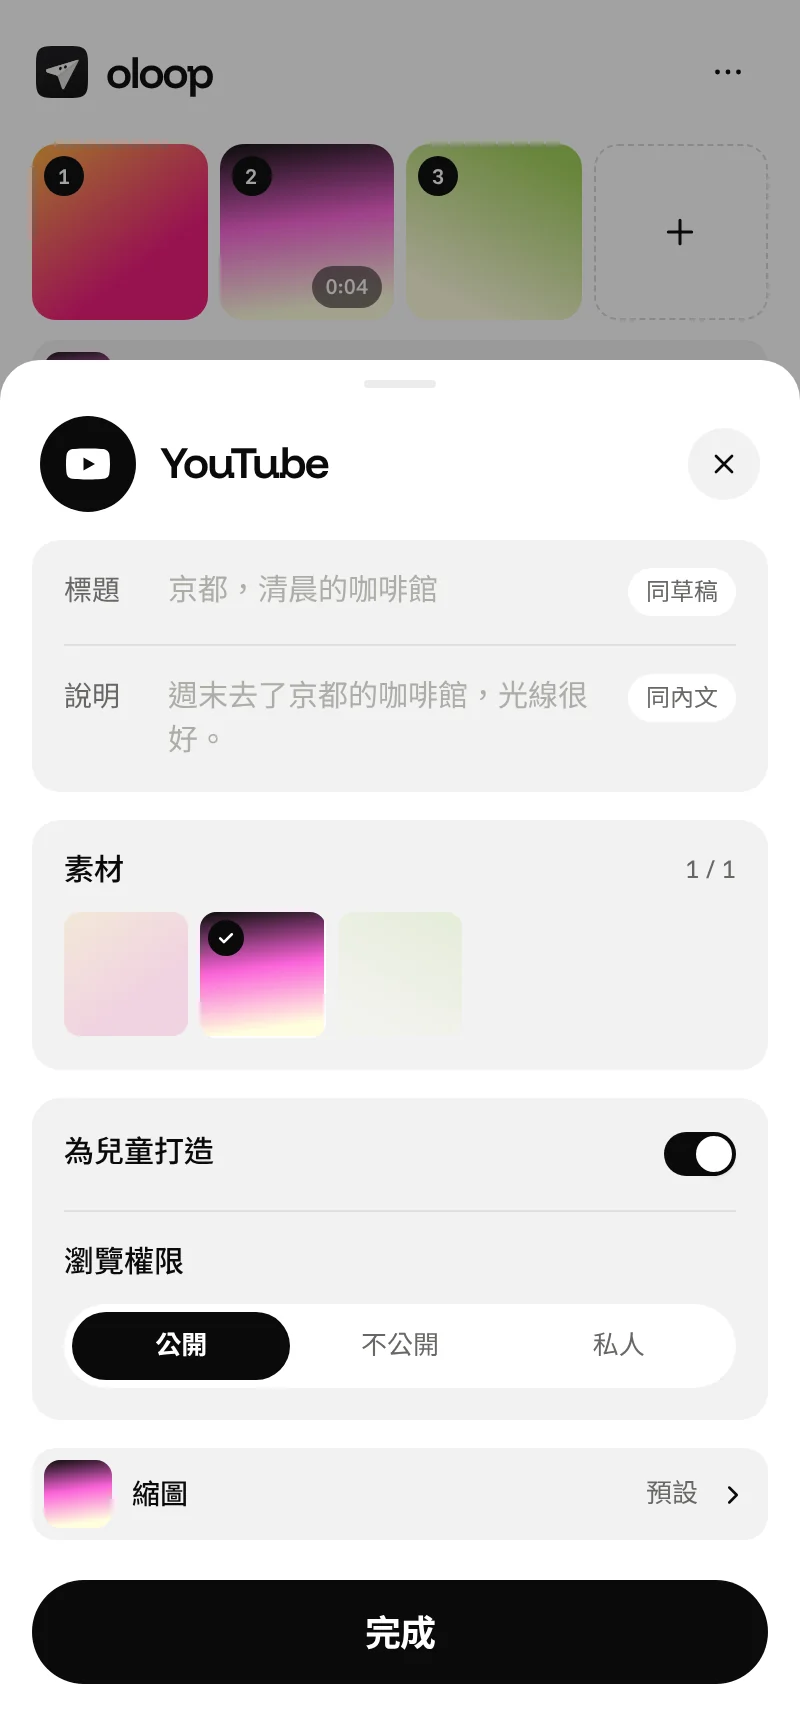 oloop
1
2
3
0:04
YouTube
標題
京都，清晨的咖啡館
同草稿
說明
週末去了京都的咖啡館，光線很
好。
同內文
素材
1 / 1
為兒童打造
瀏覽權限
公開
不公開
私人
縮圖
預設
完成